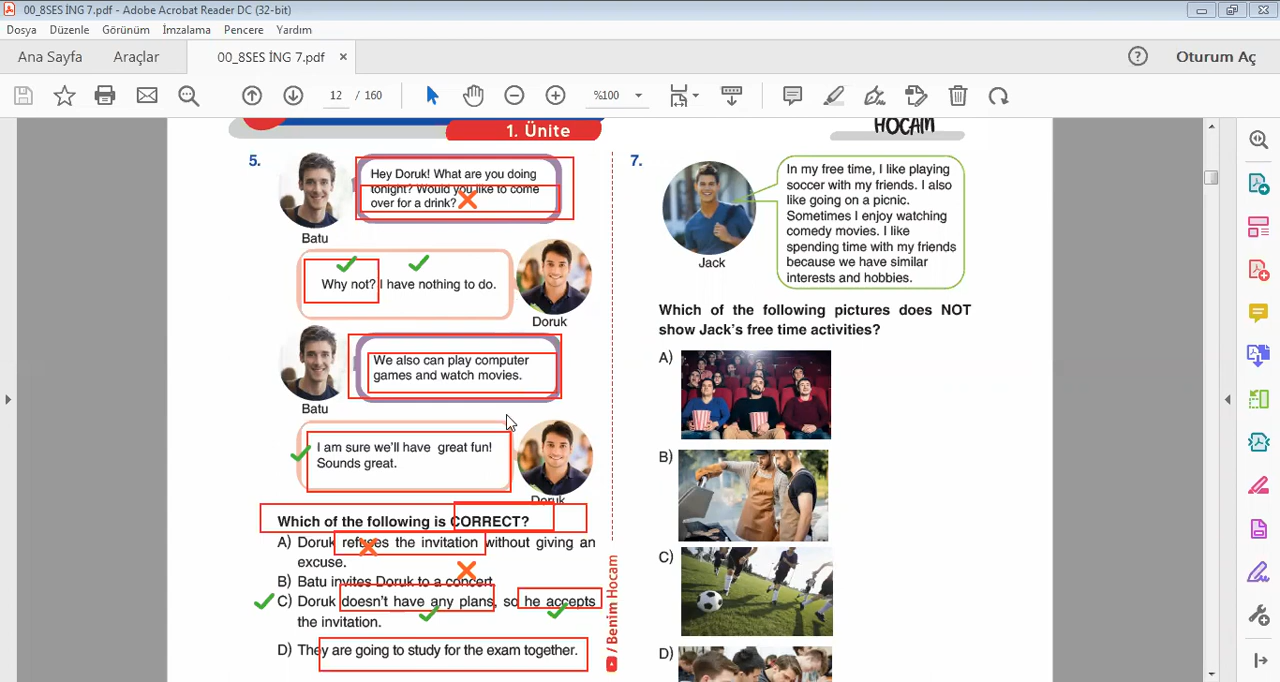 00_8SES İNG 7.pdf - Adobe Acrobat Reader DC (32-bit)
Dosya Düzenle Görünüm İmzalama Pencere Yardım
Ana Sayfa Araçlar 00_8SES İNG 7.pdf × ? Oturum Aç
12 / 160 %100
1. Ünite
HOCAM
5.
Hey Doruk! What are you doing
tonight? Would you like to come
over for a drink?
Batu
Why not? I have nothing to do.
Doruk
We also can play computer
games and watch movies.
Batu
I am sure we'll have great fun!
Sounds great.
Doruk
Which of the following is CORRECT?
A) Doruk refuses the invitation without giving an
excuse.
B) Batu invites Doruk to a concert.
C) Doruk doesn't have any plans, so he accepts
the invitation.
D) They are going to study for the exam together.
/ Benim Hocam
7.
In my free time, I like playing
soccer with my friends. I also
like going on a picnic.
Sometimes I enjoy watching
comedy movies. I like
spending time with my friends
because we have similar
interests and hobbies.
Jack
Which of the following pictures does NOT
show Jack's free time activities?
A)
B)
C)
D)